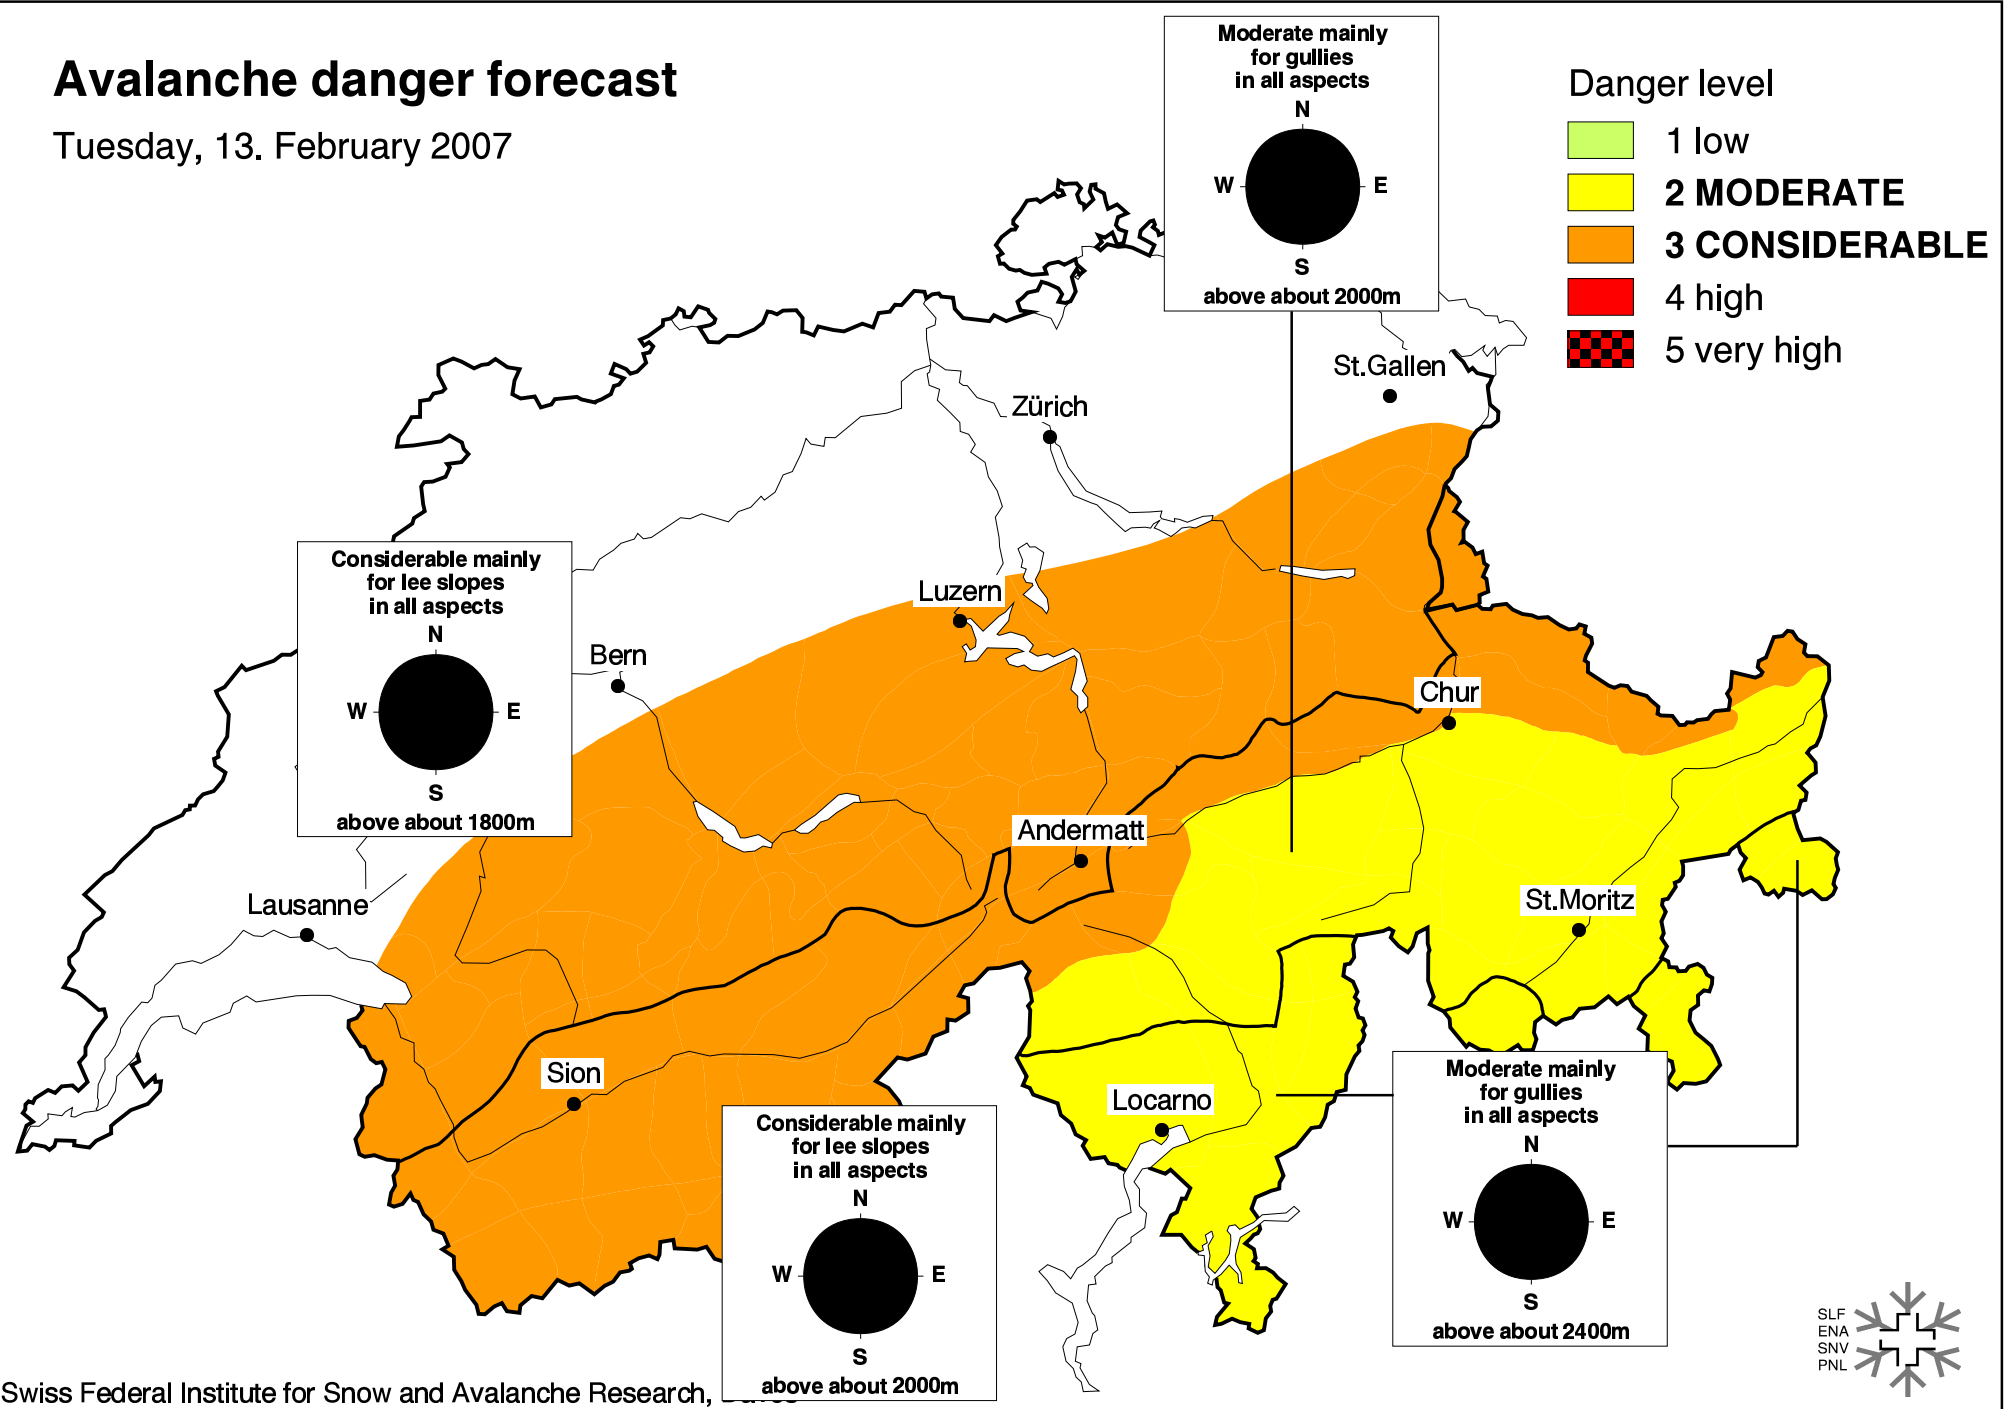 Avalanche danger forecast
Tuesday, 13. February 2007
Moderate mainly
for gullies
in all aspects
N
W
E
S
above about 2000m
Danger level
1 low
2 MODERATE
3 CONSIDERABLE
4 high
5 very high
St.Gallen
Zürich
Considerable mainly
for lee slopes
in all aspects
N
W
E
S
above about 1800m
Luzern
Bern
Chur
Andermatt
Lausanne
St.Moritz
Sion
Locarno
Considerable mainly
for lee slopes
in all aspects
N
W
E
S
above about 2000m
Moderate mainly
for gullies
in all aspects
N
W
E
S
above about 2400m
SLF
ENA
SNV
PNL
Swiss Federal Institute for Snow and Avalanche Research,